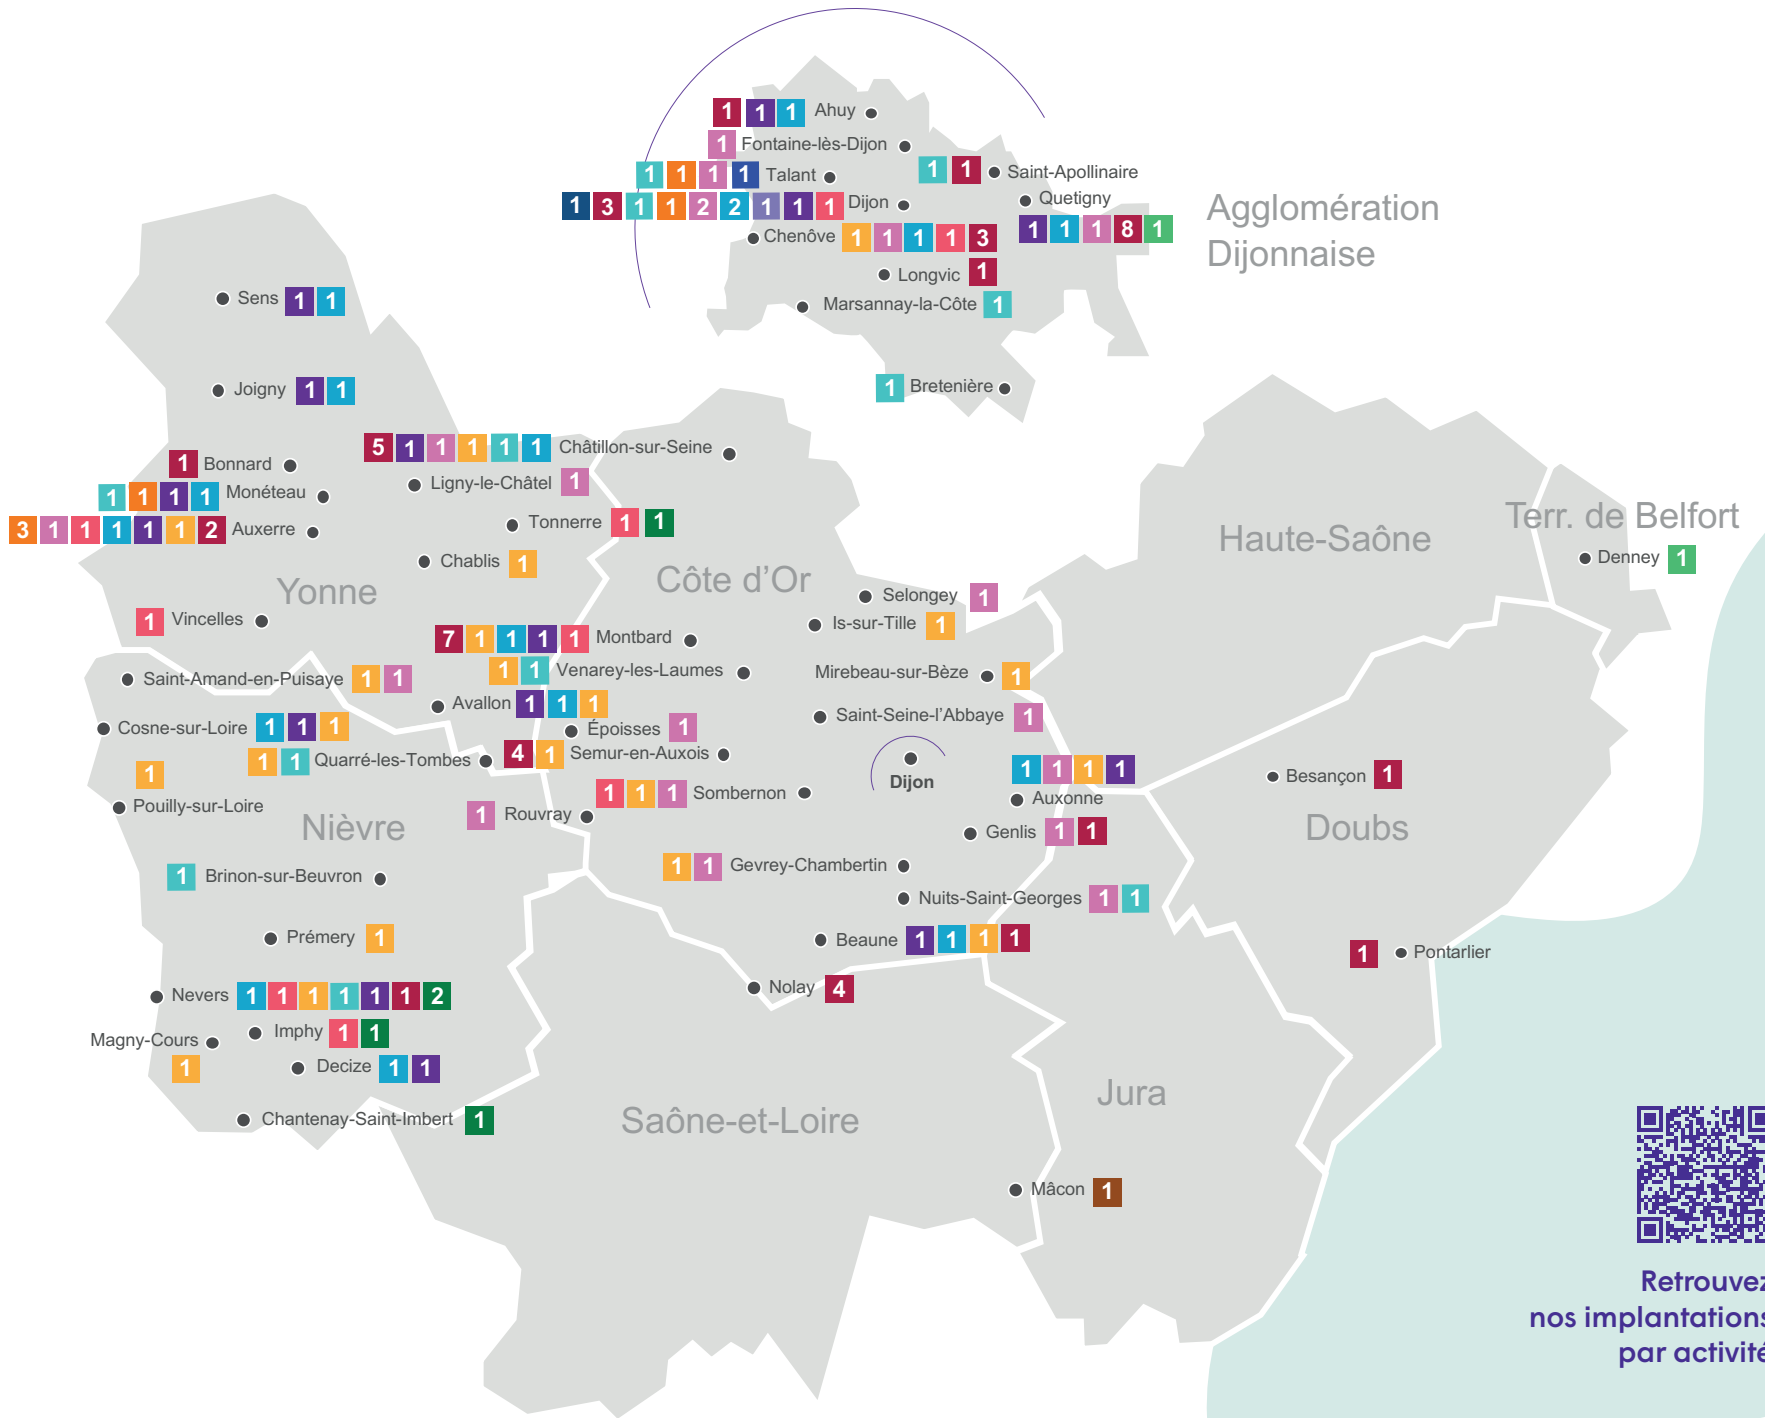 1 1 1 Ahuy
1 Fontaine-lès-Dijon
1 1 1 1 Talant
1 1 Saint-Apollinaire
1 3 1 1 2 2 1 1 1 Dijon
Quetigny
1 1 1 8 1
Chenôve 1 1 1 1 3
Agglomération
Dijonnaise
Longvic 1
Marsannay-la-Côte 1
1 Bretenière
Sens 1 1
Joigny 1 1
5 1 1 1 1 1 Châtillon-sur-Seine
1 Bonnard
Ligny-le-Châtel 1
1 1 1 1 Monéteau
3 1 1 1 1 1 2 Auxerre
Tonnerre 1 1
Chablis 1
Yonne
Côte d'Or
Haute-Saône
Terr. de Belfort
Denney 1
1 Vincelles
Selongey 1
Is-sur-Tille 1
7 1 1 1 1 Montbard
1 1 Venarey-les-Laumes
Mirebeau-sur-Bèze 1
Saint-Amand-en-Puisaye 1 1
Avallon 1 1 1
Saint-Seine-l'Abbaye 1
Cosne-sur-Loire 1 1 1
Époisses 1
1 1 Quarré-les-Tombes
4 1 Semur-en-Auxois
Dijon
1
Pouilly-sur-Loire
1 1 1 Sombernon
1 1 1 1
Auxonne
Besançon 1
Nièvre
1 Rouvray
Genlis 1 1
Doubs
1 1 Gevrey-Chambertin
1 Brinon-sur-Beuvron
Nuits-Saint-Georges 1 1
Prémery 1
Beaune 1 1 1 1
1 Pontarlier
Nevers 1 1 1 1 1 1 2
Nolay 4
Imphy 1 1
Magny-Cours
1
Decize 1 1
Chantenay-Saint-Imbert 1
Saône-et-Loire
Jura
Mâcon 1
Retrouvez
nos implantations
par activité